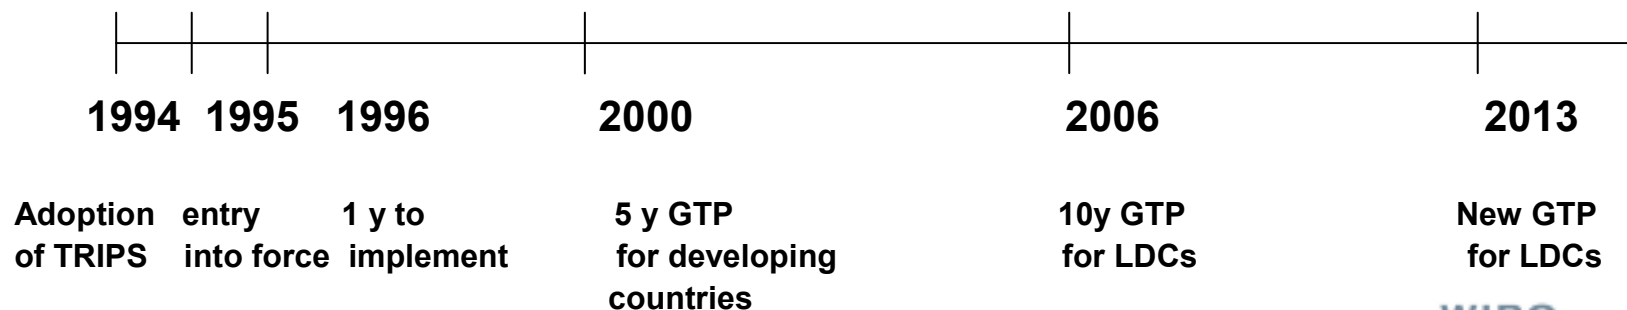 1994 1995 1996 2000 2006 2013
Adoption entry 1 y to 5 y GTP 10y GTP New GTP
of TRIPS into force implement for developing for LDCs for LDCs
countries